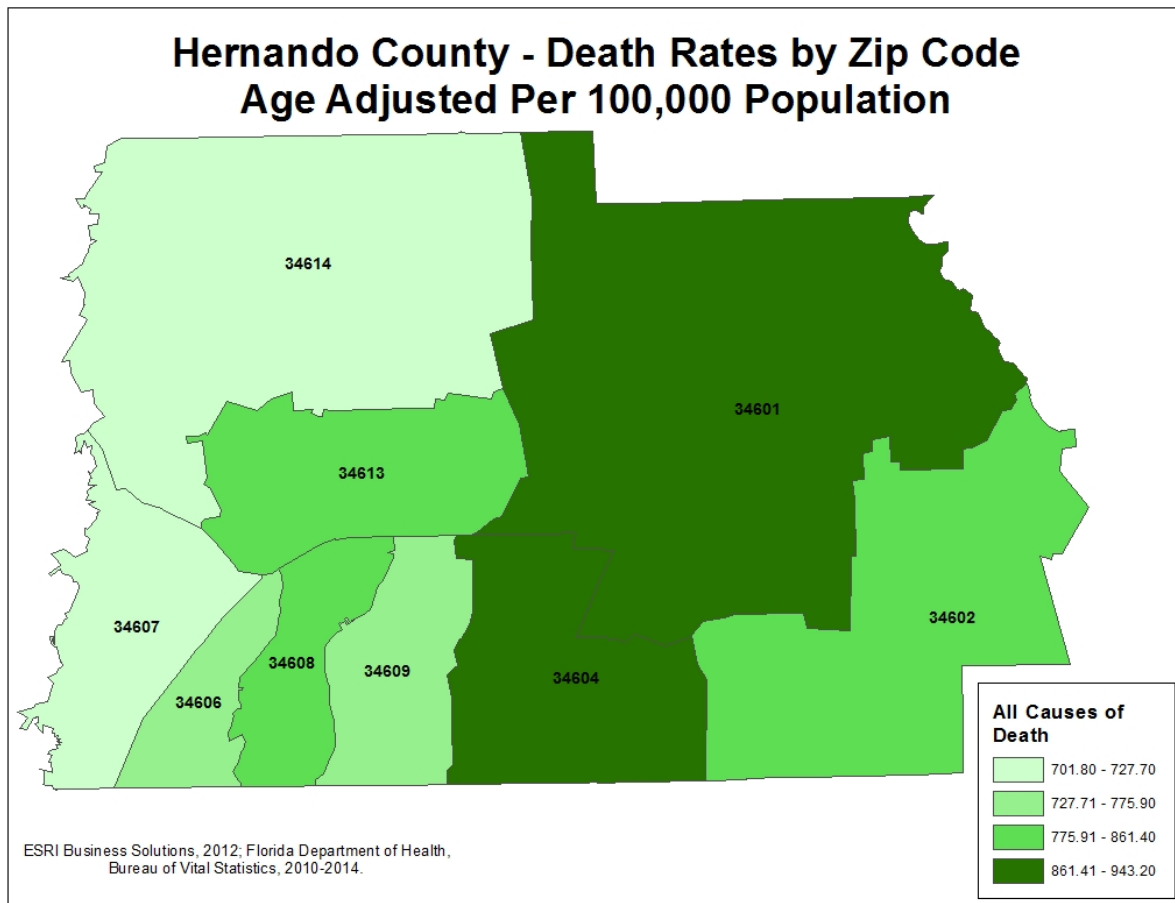 Hernando County - Death Rates by Zip Code
Age Adjusted Per 100,000 Population
34614
34601
34613
34602
34607
34608
34609
34604
34606
All Causes of
Death
701.80 - 727.70
727.71 - 775.90
775.91 - 861.40
861.41 - 943.20
ESRI Business Solutions, 2012; Florida Department of Health,
Bureau of Vital Statistics, 2010-2014.